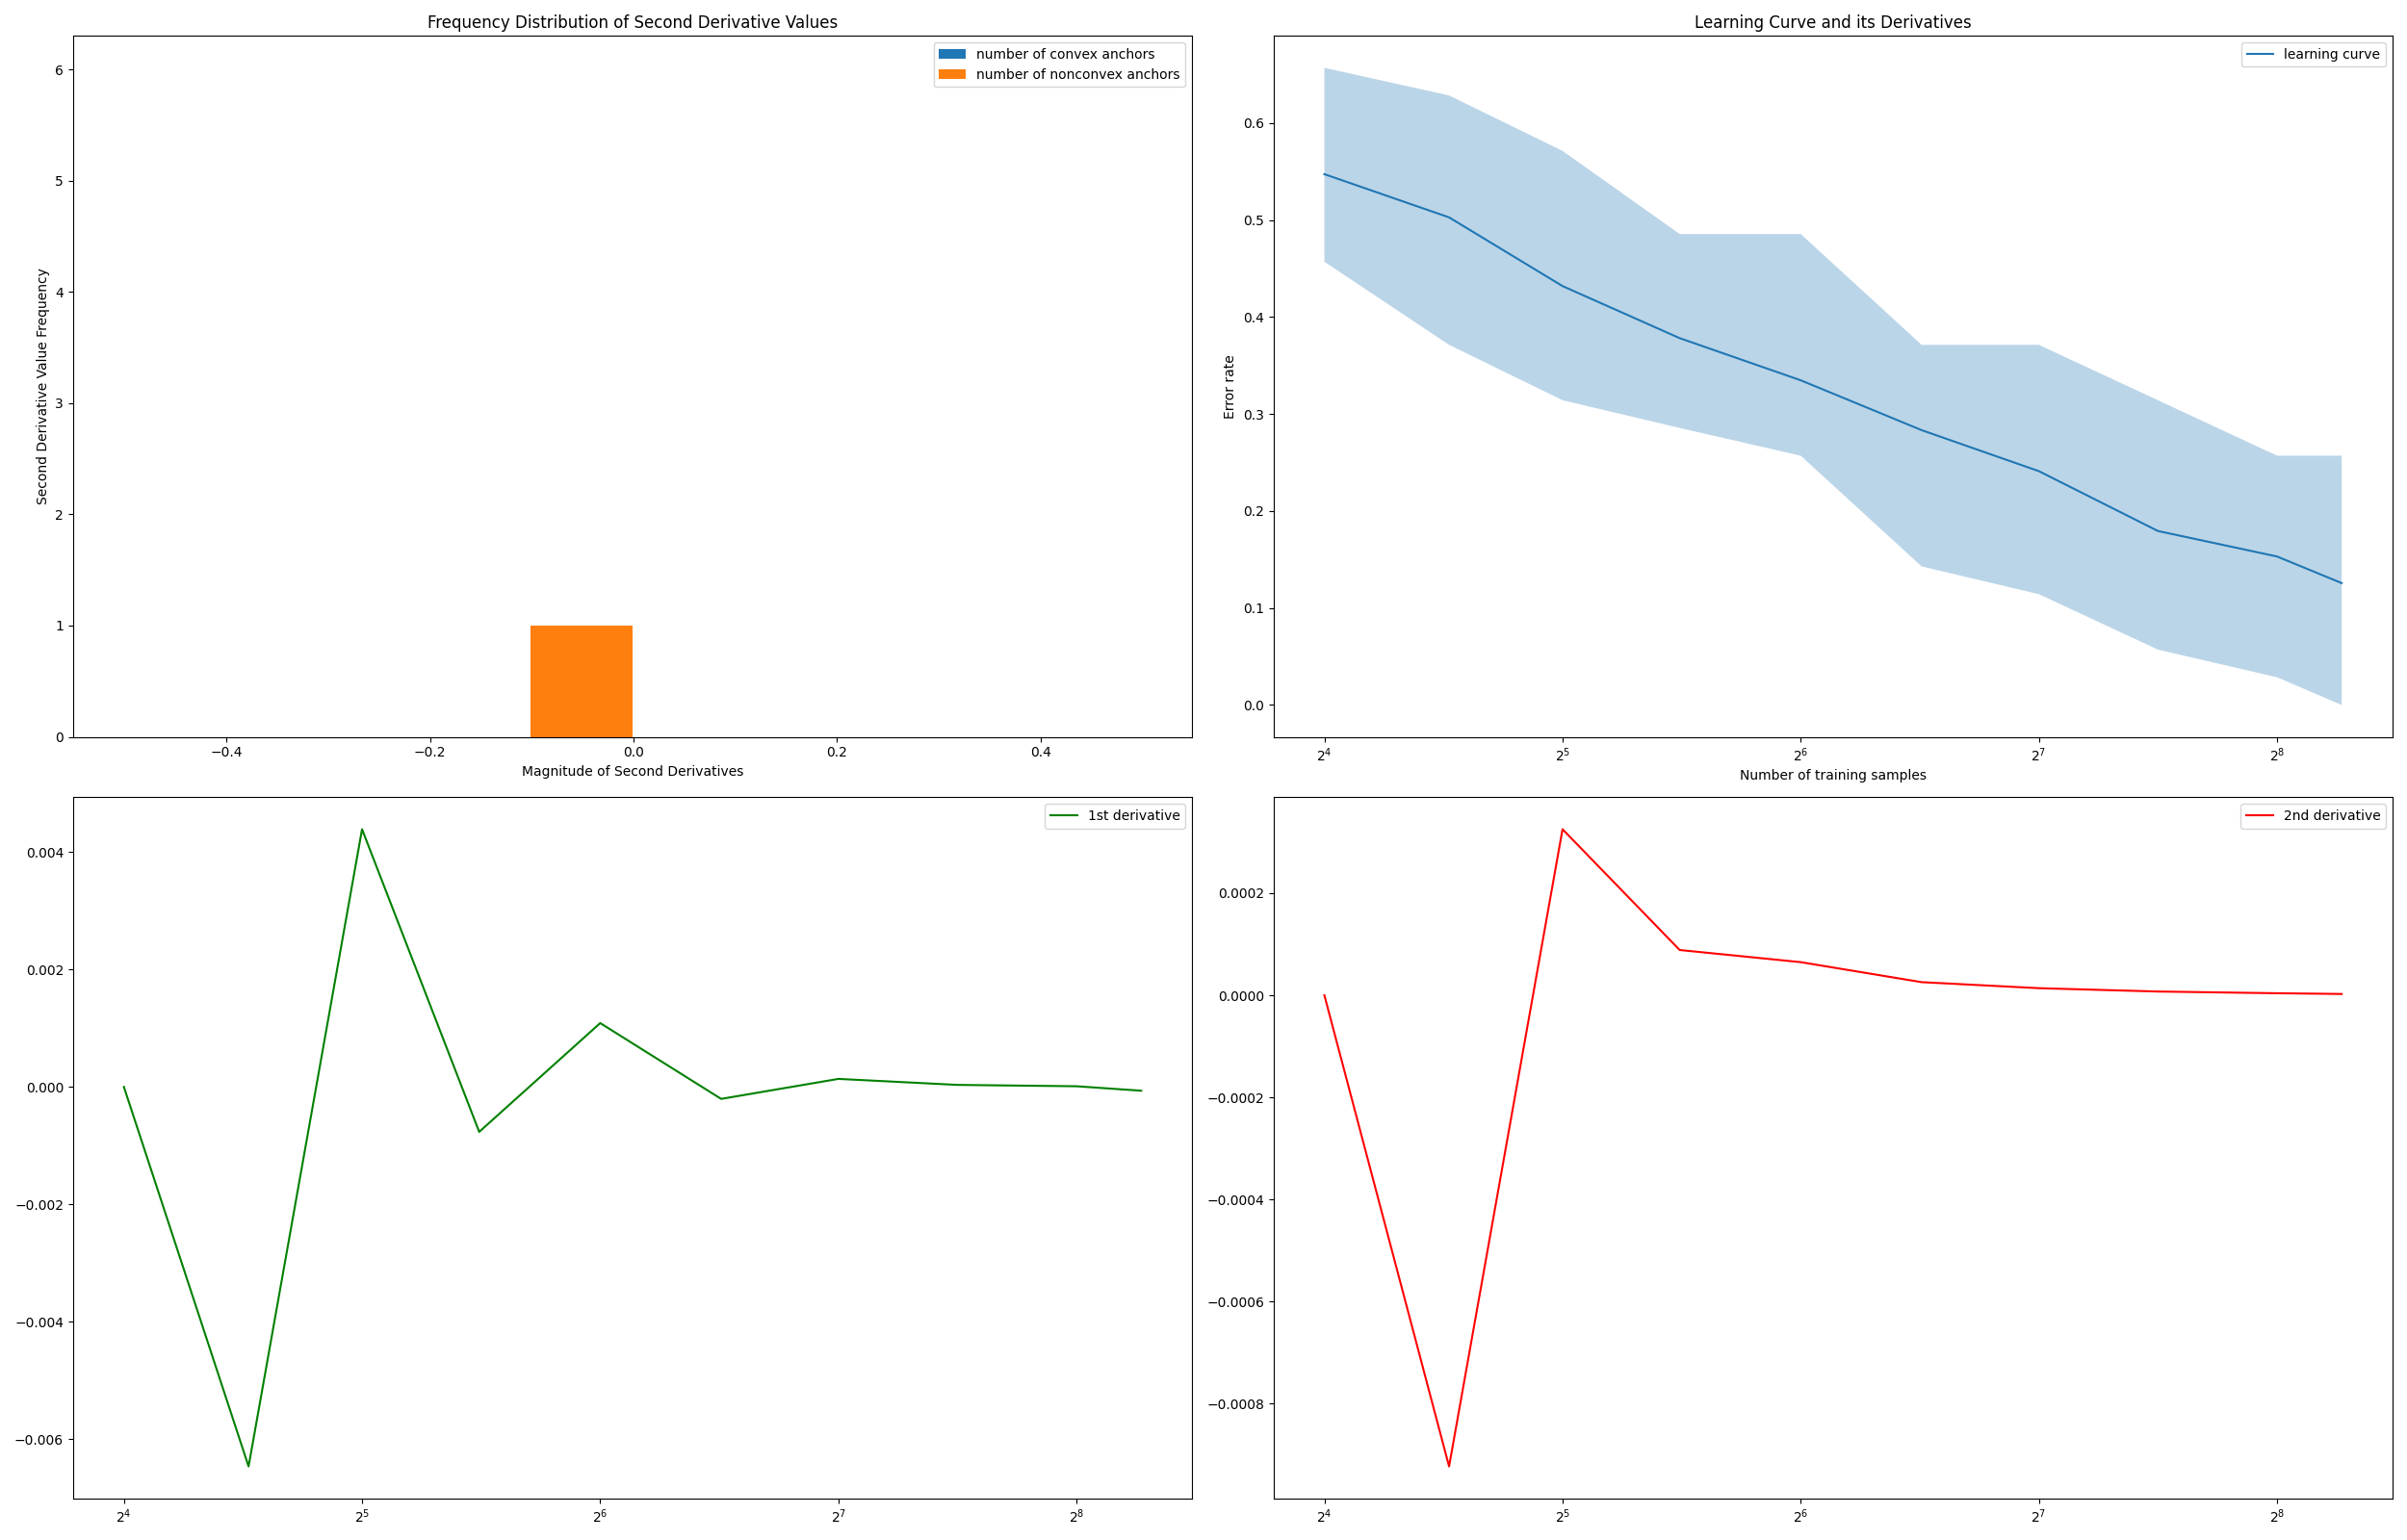 Frequency Distribution of Second Derivative Values
number of convex anchors
number of nonconvex anchors
6
5
4
3
2
1
0
Second Derivative Value Frequency
−0.4 −0.2 0.0 0.2 0.4
Magnitude of Second Derivatives
Learning Curve and its Derivatives
learning curve
0.6
0.5
0.4
0.3
0.2
0.1
0.0
Error rate
2⁴ 2⁵ 2⁶ 2⁷ 2⁸
Number of training samples
1st derivative
0.004
0.002
0.000
−0.002
−0.004
−0.006
2⁴ 2⁵ 2⁶ 2⁷ 2⁸
2nd derivative
0.0002
0.0000
−0.0002
−0.0004
−0.0006
−0.0008
2⁴ 2⁵ 2⁶ 2⁷ 2⁸